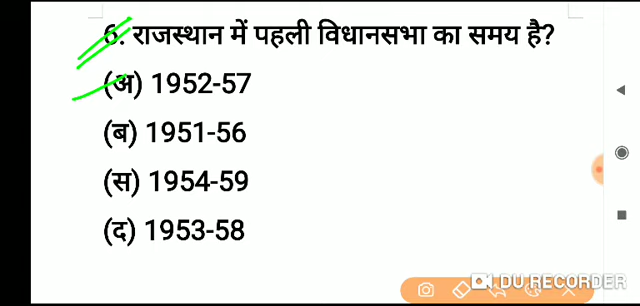 6. राजस्थान में पहली विधानसभा का समय है?
(अ) 1952-57
(ब) 1951-56
(स) 1954-59
(द) 1953-58
DU RECORDER